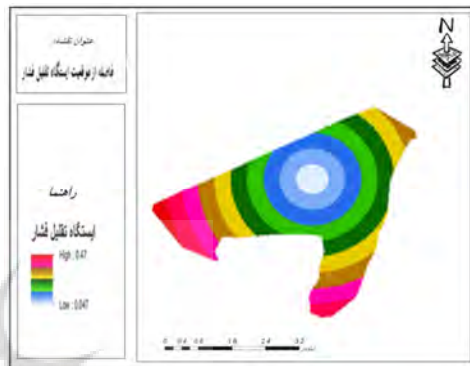 عنوان نقشه:
فاصله از موقعیت ایستگاه تقلیل فشار
N
راهنما
ایستگاه تقلیل فشار
High : 0.47
Low : 0.047